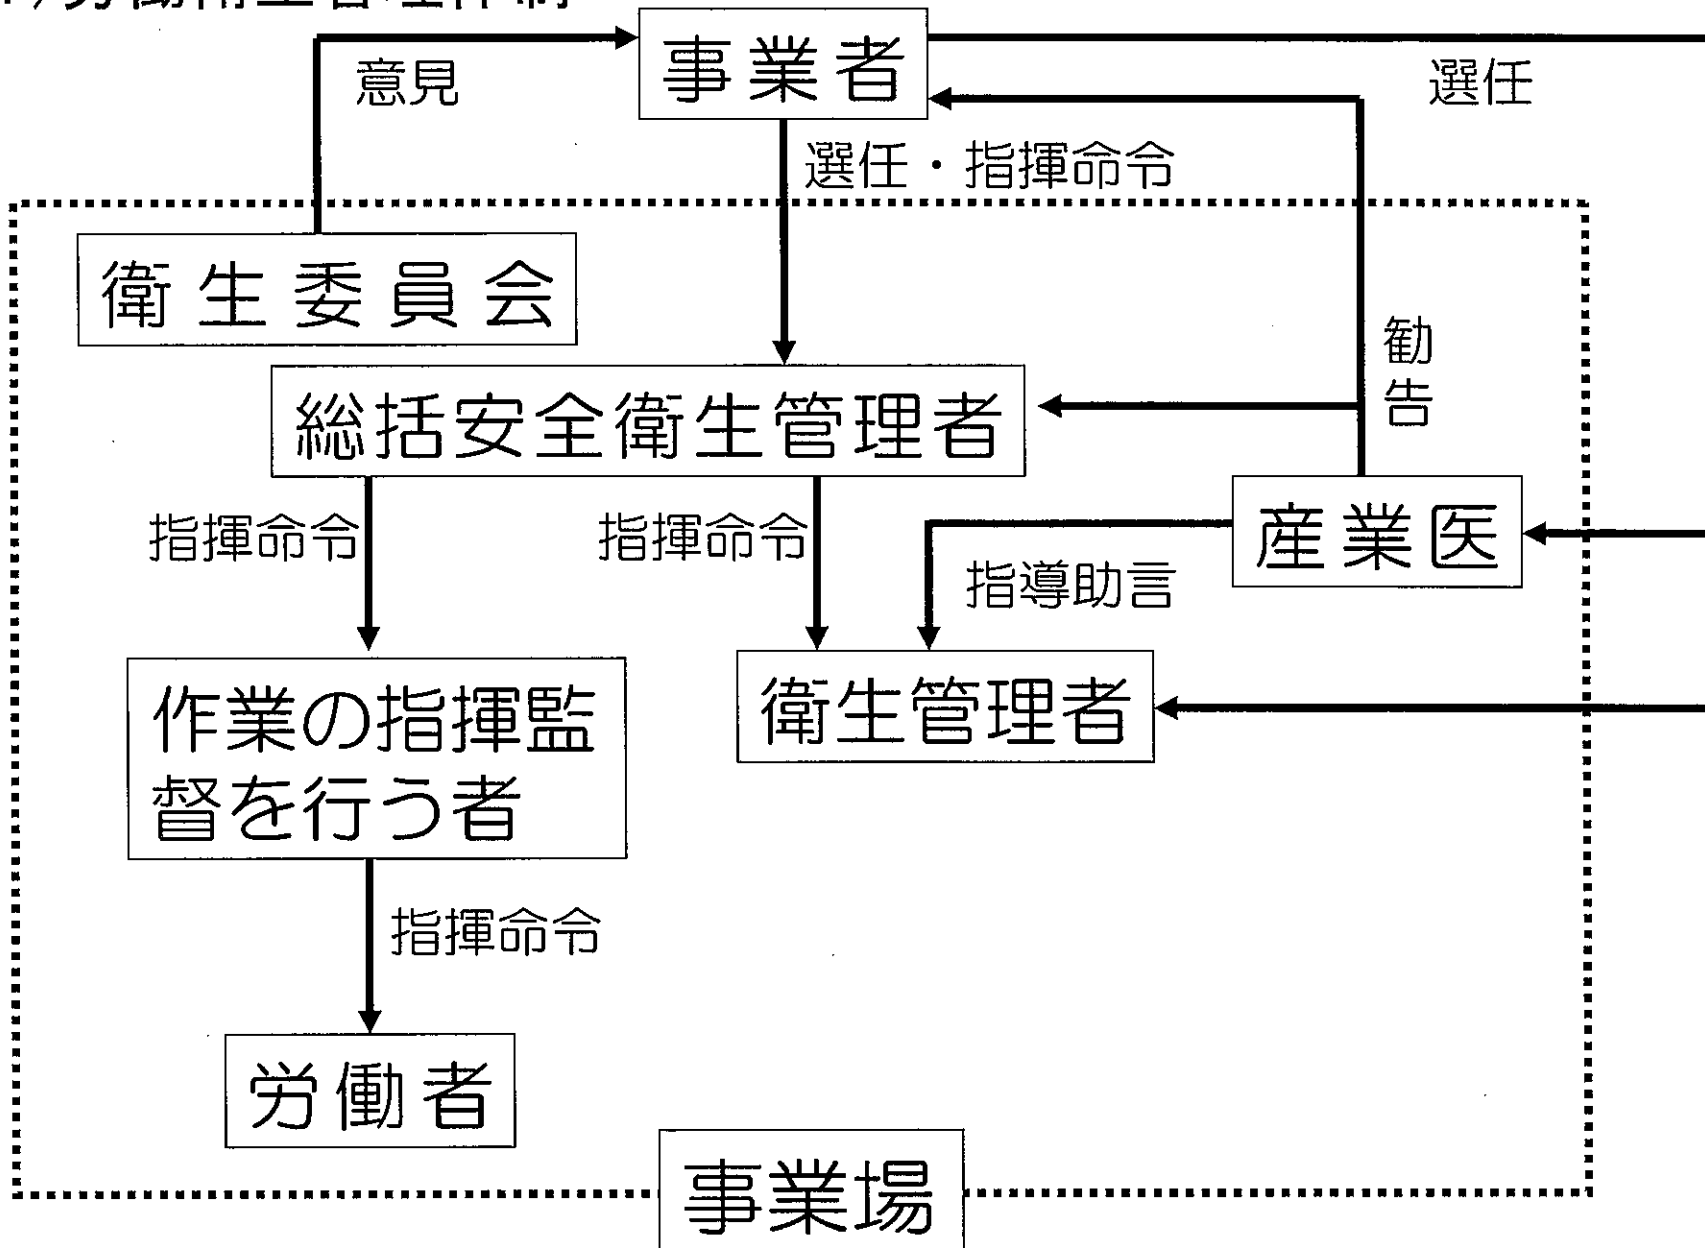 事業者
意見
選任
選任・指揮命令
衛生委員会
勧告
総括安全衛生管理者
指揮命令
指揮命令
産業医
指導助言
作業の指揮監
督を行う者
衛生管理者
指揮命令
労働者
事業場